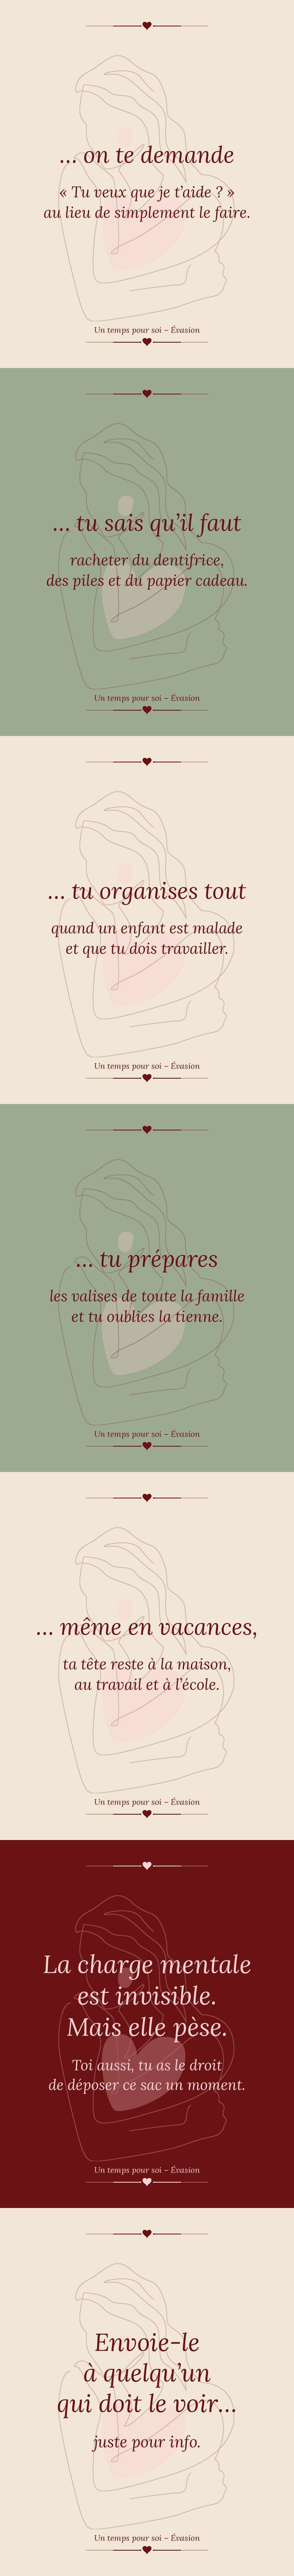 ... on te demande
« Tu veux que je t’aide ? »
au lieu de simplement le faire.
Un temps pour soi – Évasion
... tu sais qu’il faut
racheter du dentifrice,
des piles et du papier cadeau.
Un temps pour soi – Évasion
... tu organises tout
quand un enfant est malade
et que tu dois travailler.
Un temps pour soi – Évasion
... tu prépares
les valises de toute la famille
et tu oublies la tienne.
Un temps pour soi – Évasion
... même en vacances,
ta tête reste à la maison,
au travail et à l’école.
Un temps pour soi – Évasion
La charge mentale
est invisible.
Mais elle pèse.
Toi aussi, tu as le droit
de déposer ce sac un moment.
Un temps pour soi – Évasion
Envoie-le
à quelqu’un
qui doit le voir...
juste pour info.
Un temps pour soi – Évasion